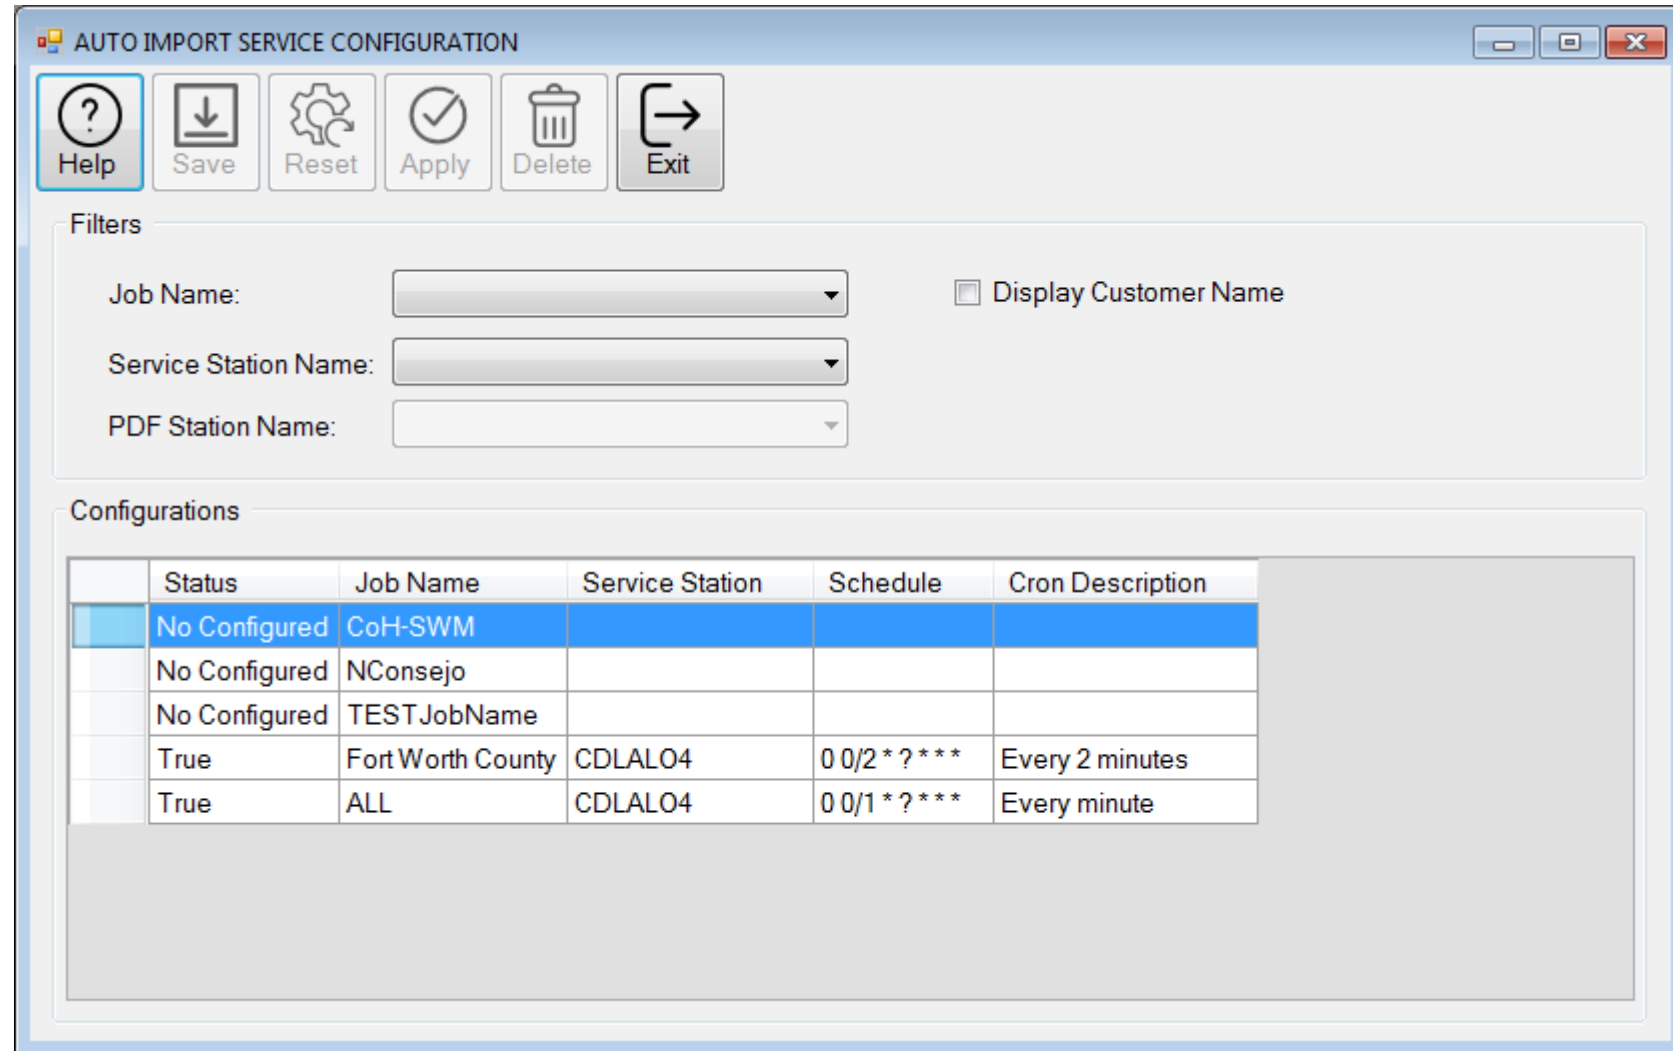 AUTO IMPORT SERVICE CONFIGURATION
Help Save Reset Apply Delete Exit
Filters
Job Name: Display Customer Name
Service Station Name:
PDF Station Name:
Configurations
Status Job Name Service Station Schedule Cron Description
No Configured CoH-SWM
No Configured NConsejo
No Configured TESTJobName
True Fort Worth County CDLALO4 0 0/2 * ? * * * Every 2 minutes
True ALL CDLALO4 0 0/1 * ? * * * Every minute